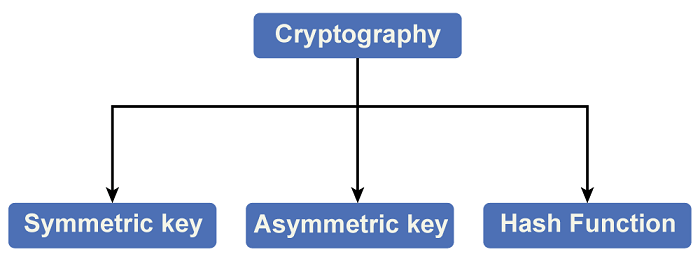 Cryptography
Symmetric key
Asymmetric key
Hash Function